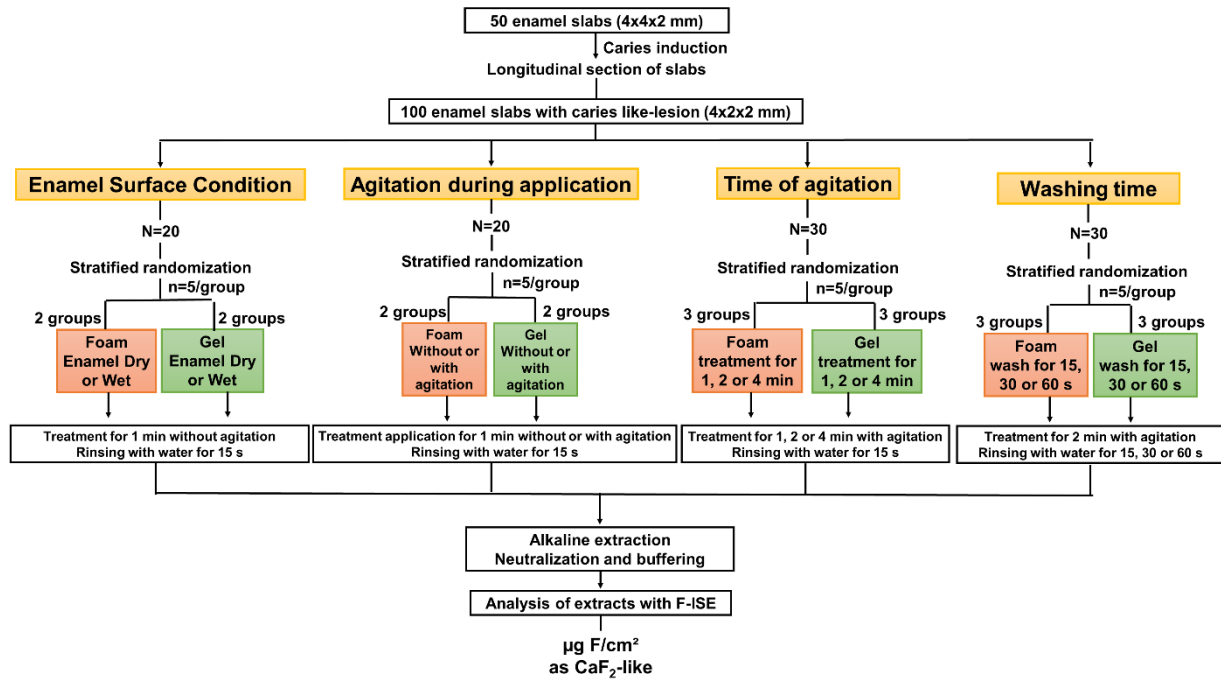 50 enamel slabs (4x4x2 mm)
Caries induction
Longitudinal section of slabs
100 enamel slabs with caries like-lesion (4x2x2 mm)
Enamel Surface Condition
N=20
Stratified randomization
n=5/group
2 groups
2 groups
Foam
Enamel Dry
or Wet
Gel
Enamel Dry
or Wet
Treatment for 1 min without agitation
Rinsing with water for 15 s
Agitation during application
N=20
Stratified randomization
n=5/group
2 groups
2 groups
Foam
Without or
with
agitation
Gel
Without or
with
agitation
Treatment application for 1 min without or with agitation
Rinsing with water for 15 s
Time of agitation
N=30
Stratified randomization
n=5/group
3 groups
3 groups
Foam
treatment for
1, 2 or 4 min
Gel
treatment for
1, 2 or 4 min
Treatment for 1, 2 or 4 min with agitation
Rinsing with water for 15 s
Washing time
N=30
Stratified randomization
n=5/group
3 groups
3 groups
Foam
wash for 15,
30 or 60 s
Gel
wash for 15,
30 or 60 s
Treatment for 2 min with agitation
Rinsing with water for 15, 30 or 60 s
Alkaline extraction
Neutralization and buffering
Analysis of extracts with F-ISE
µg F/cm²
as CaF₂-like